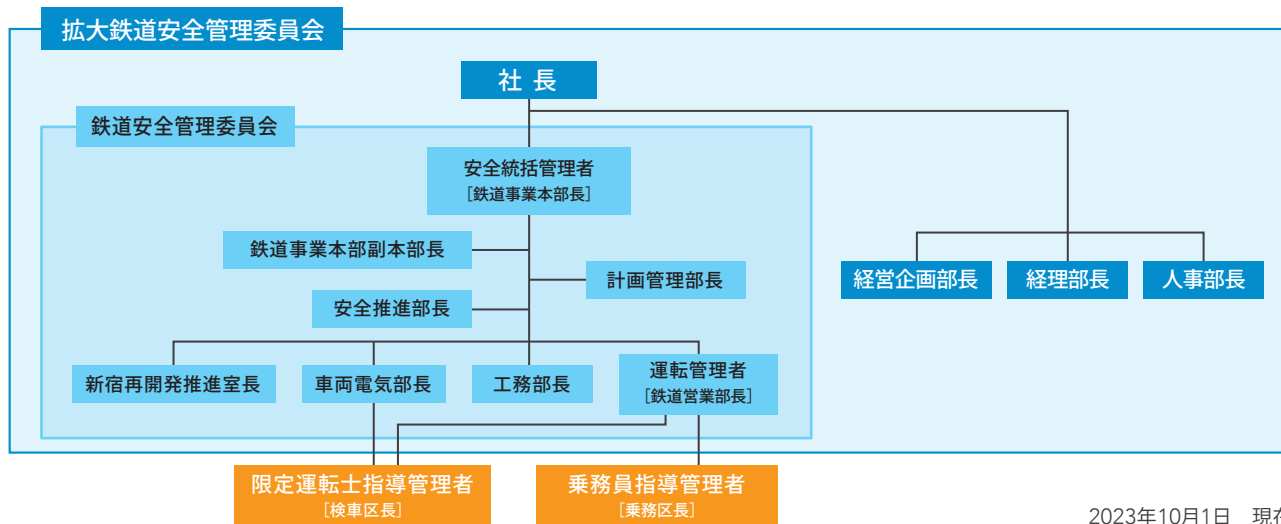 拡大鉄道安全管理委員会
社 長
鉄道安全管理委員会
安全統括管理者
［鉄道事業本部長］
鉄道事業本部副本部長
計画管理部長
安全推進部長
経営企画部長
経理部長
人事部長
新宿再開発推進室長
車両電気部長
工務部長
運転管理者
［鉄道営業部長］
限定運転士指導管理者
［検車区長］
乗務員指導管理者
［乗務区長］
2023年10月1日　現在